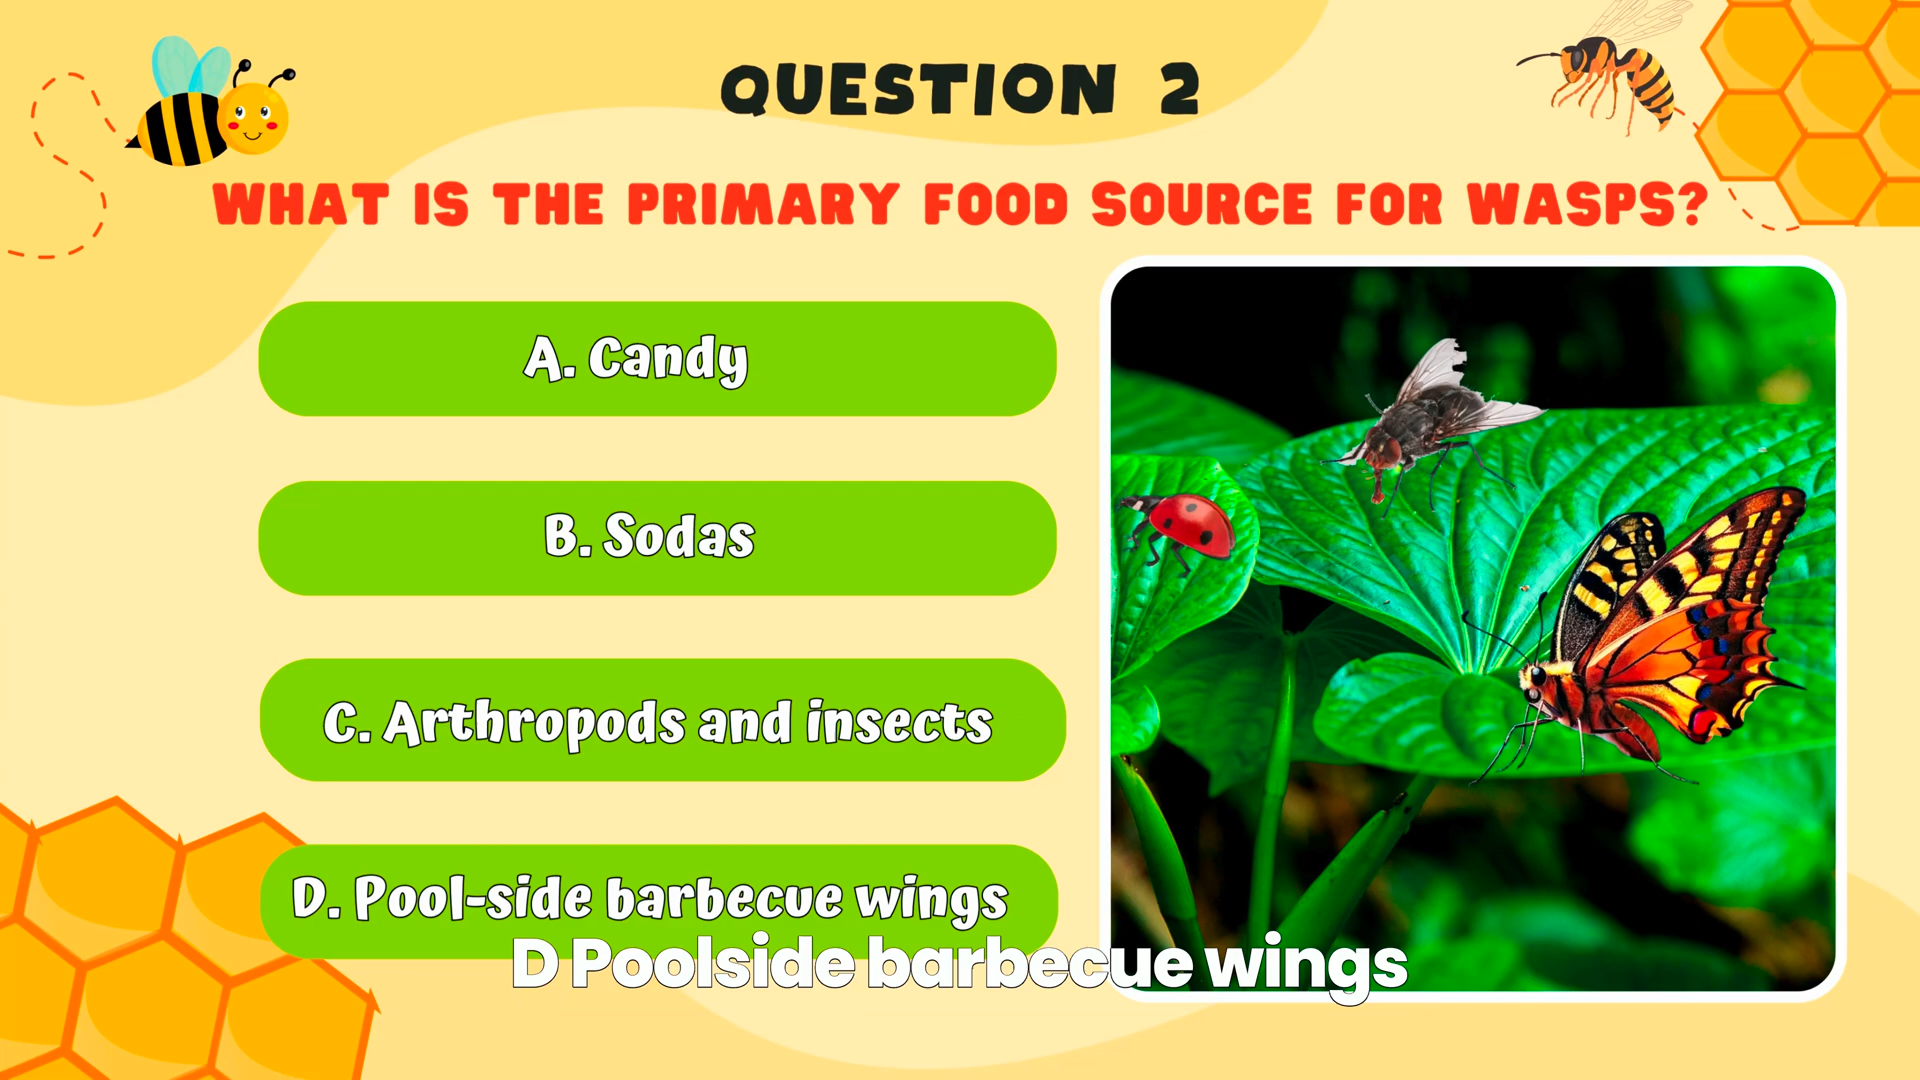 QUESTION 2
WHAT IS THE PRIMARY FOOD SOURCE FOR WASPS?
A. Candy
B. Sodas
C. Arthropods and insects
D. Pool-side barbecue wings
D Poolside barbecue wings